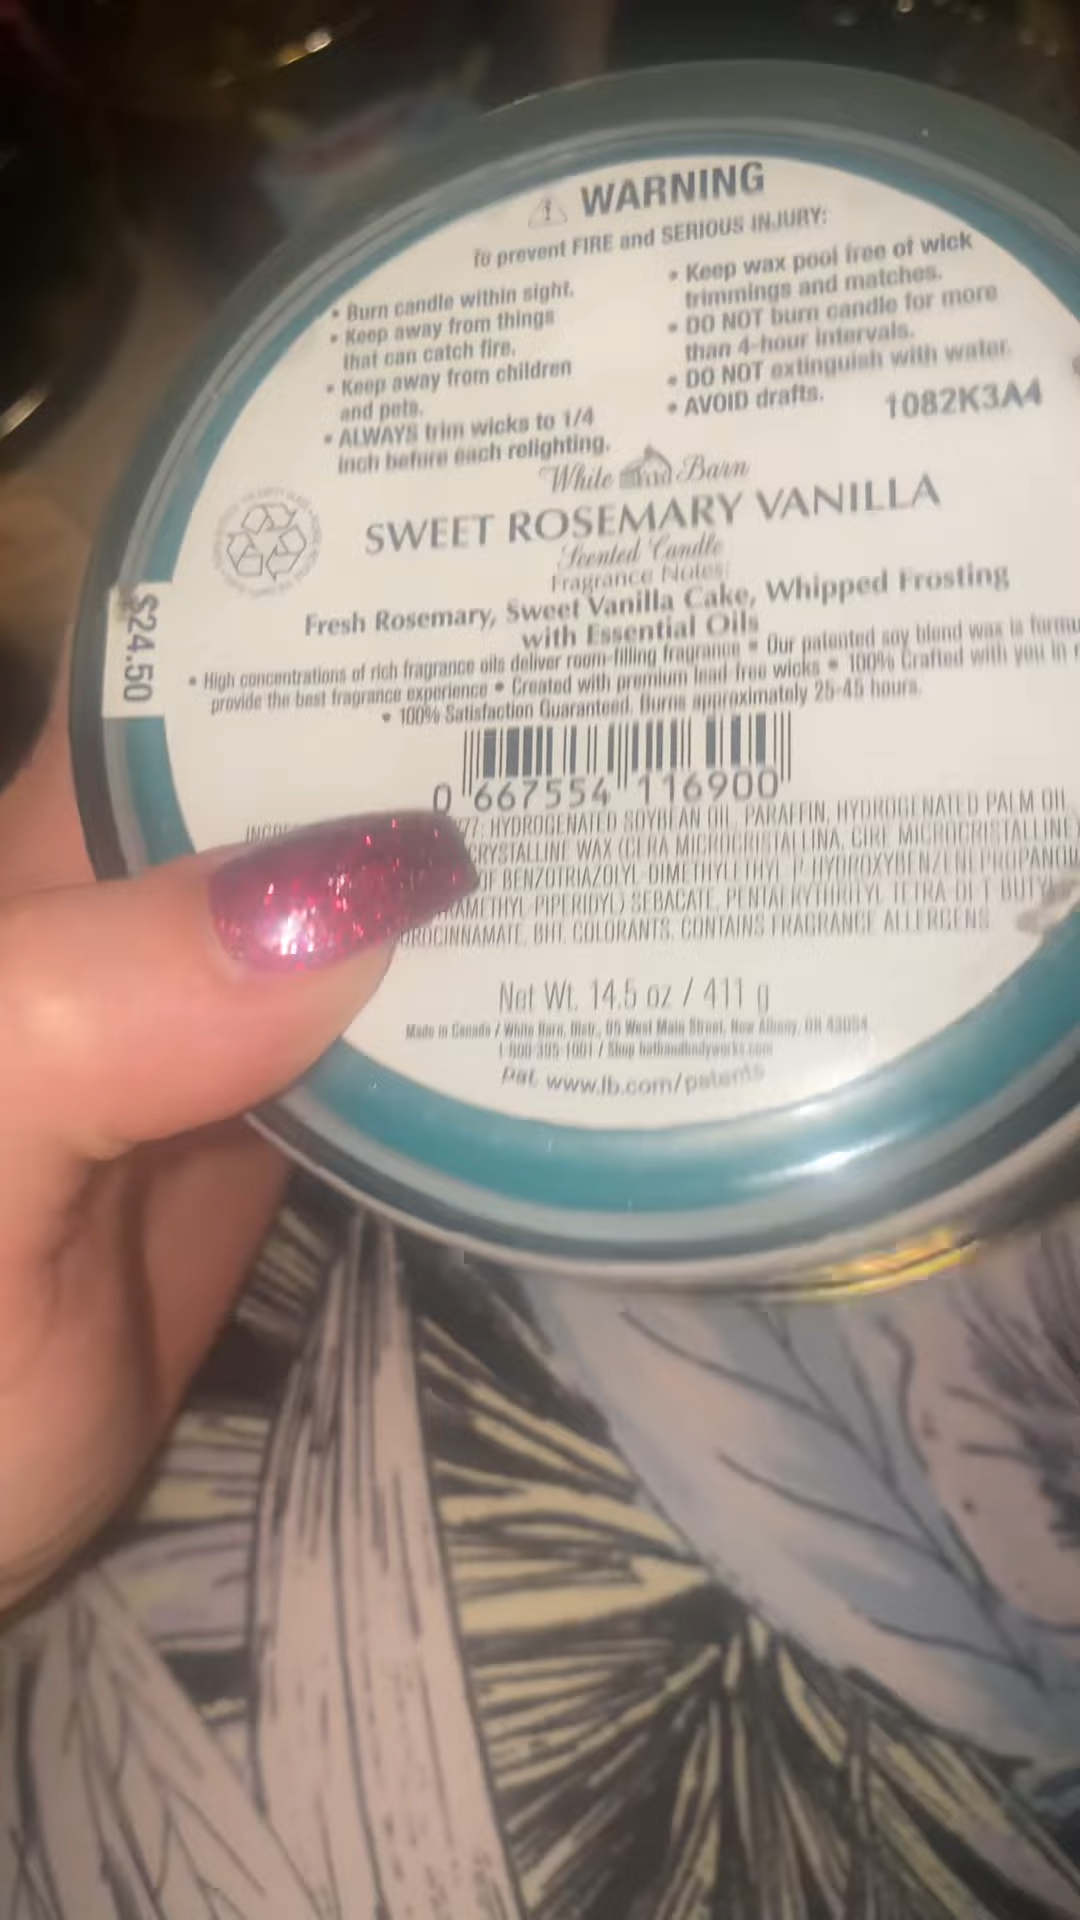 WARNING
To prevent FIRE and SERIOUS INJURY:
• Burn candle within sight.
• Keep away from things
that can catch fire.
• Keep away from children
and pets.
• ALWAYS trim wicks to 1/4
inch before each relighting.
• Keep wax pool free of wick
trimmings and matches.
• DO NOT burn candle for more
than 4-hour intervals.
• DO NOT extinguish with water.
• AVOID drafts.
1082K3A4
White Barn
SWEET ROSEMARY VANILLA
Scented Candle
Fragrance Notes:
Fresh Rosemary, Sweet Vanilla Cake, Whipped Frosting
with Essential Oils
• High concentrations of rich fragrance oils deliver room-filling fragrance • Our patented soy blend wax is
provide the best fragrance experience • Created with premium lead-free wicks • 100% Crafted with you in
• 100% Satisfaction Guaranteed. Burns approximately 25-45 hours.
$24.50
0 667554 116900
HYDROGENATED SOYBEAN OIL, PARAFFIN, HYDROGENATED PALM OIL
CRYSTALLINE WAX (CERA MICROCRISTALLINA, CIRE MICROCRISTALLINE)
OF BENZOTRIAZOLYL
PIPERIDYL) SEBACATE, PENTAERYTHRITYL TETRA-DI-T-BUTYL
BHT, COLORANTS. CONTAINS FRAGRANCE ALLERGENS
Net Wt. 14.5 oz / 411 g
Made in Canada / White Barn, Distr., 95 West Main Street, New Albany, OH 43054
1-800-395-1001 / Shop bathandbodyworks.com
Pat. www.lb.com/patents